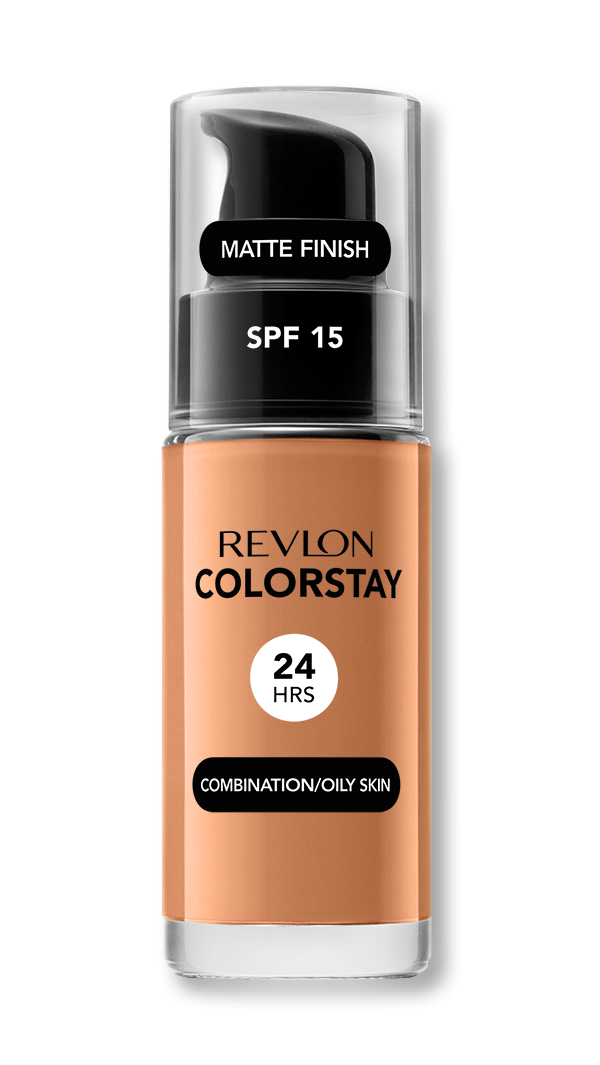 MATTE FINISH
SPF 15
REVLON
COLORSTAY
24
HRS
COMBINATION/OILY SKIN